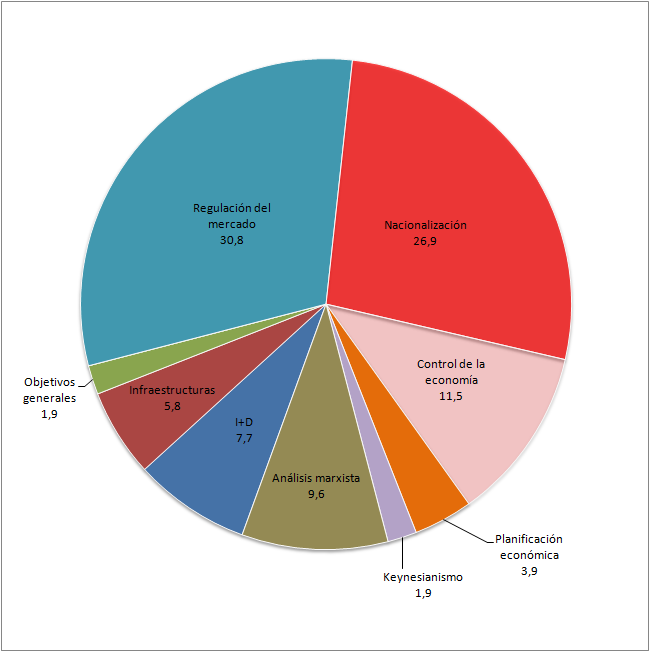 Regulación del
mercado
30,8
Nacionalización
26,9
Control de la
economía
11,5
Objetivos
generales
1,9
Infraestructuras
5,8
I+D
7,7
Análisis marxista
9,6
Keynesianismo
1,9
Planificación
económica
3,9